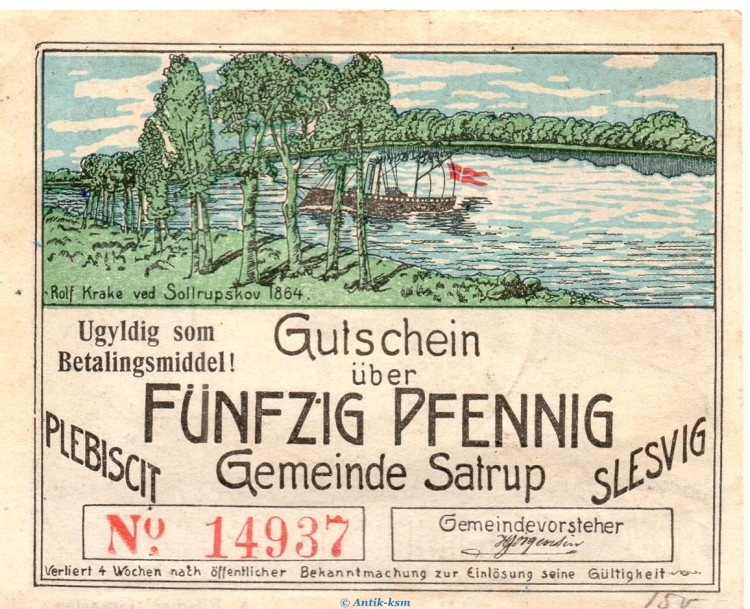 Rolf Krake ved Sollrupskov 1864.
Ugyldig som
Betalingsmiddel!
Gutschein
über
FÜNFZIG PFENNIG
PLEBISCIT
Gemeinde Satrup
SLESVIG
No 14937
Gemeindevorsteher
Verliert 4 Wochen nach öffentlicher Bekanntmachung zur Einlösung seine Gültigkeit
150
© Antik-ksm